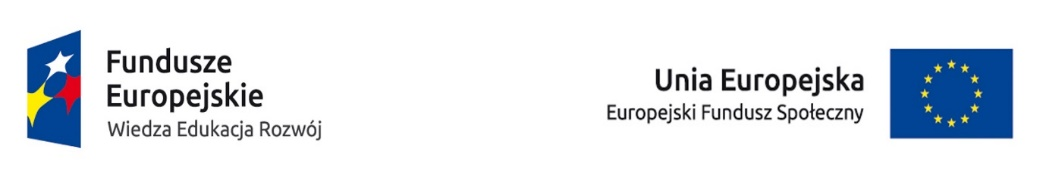 Fundusze
Europejskie
Wiedza Edukacja Rozwój
Unia Europejska
Europejski Fundusz Społeczny